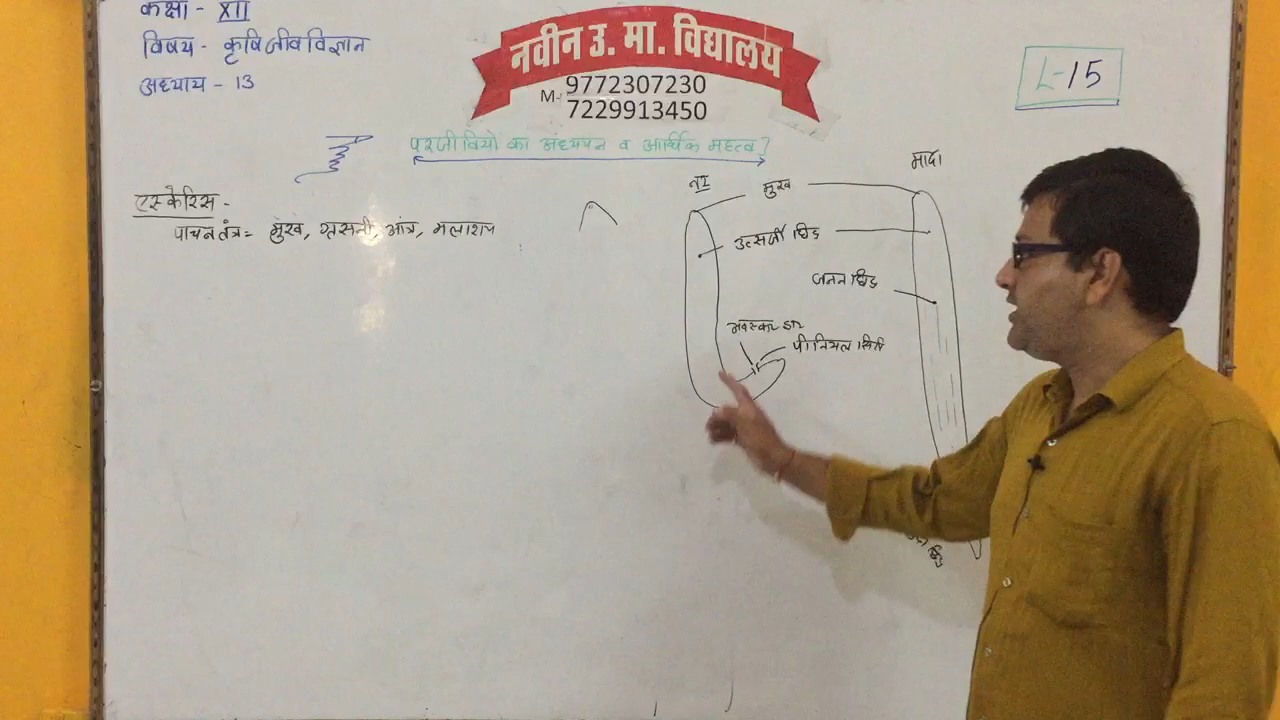 कक्षा - XII
विषय - कृषि जीव विज्ञान
अध्याय - 13
नवीन उ. मा. विद्यालय
M.- 9772307230
7229913450
L-15
परजीवियों का अध्ययन व आर्थिक महत्व ?
एस्केरिस -
पाचन तंत्र = मुख, ग्रसनी, आंत्र, मलाशय
नर
मादा
मुख
उत्सर्जी छिद्र
जनन छिद्र
अवस्कर द्वार
पीनियल